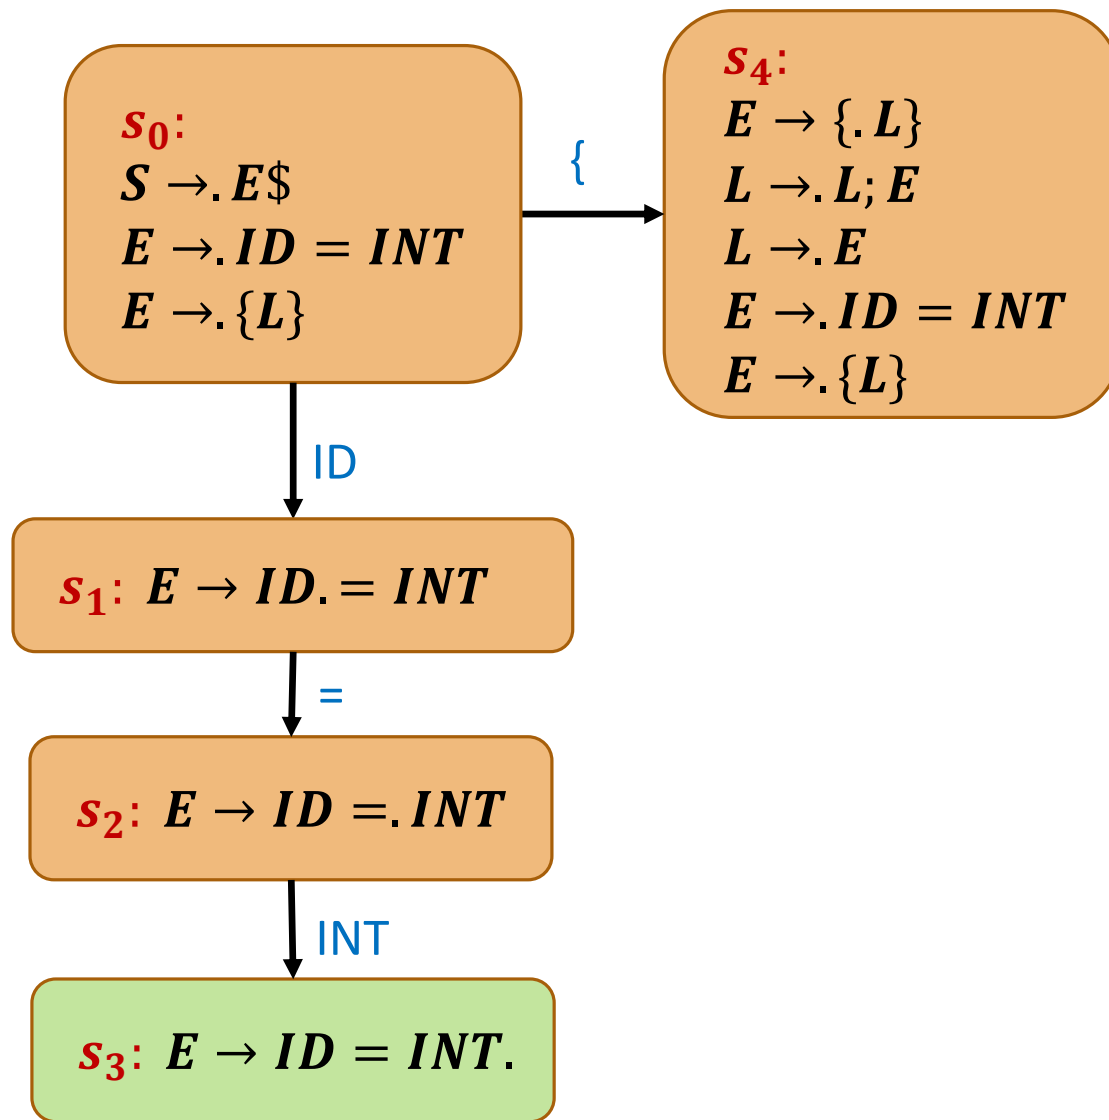 s₀:
S →. E$
E →. ID = INT
E →. {L}
{
s₄:
E → {. L}
L →. L; E
L →. E
E →. ID = INT
E →. {L}
ID
s₁: E → ID. = INT
=
s₂: E → ID =. INT
INT
s₃: E → ID = INT.